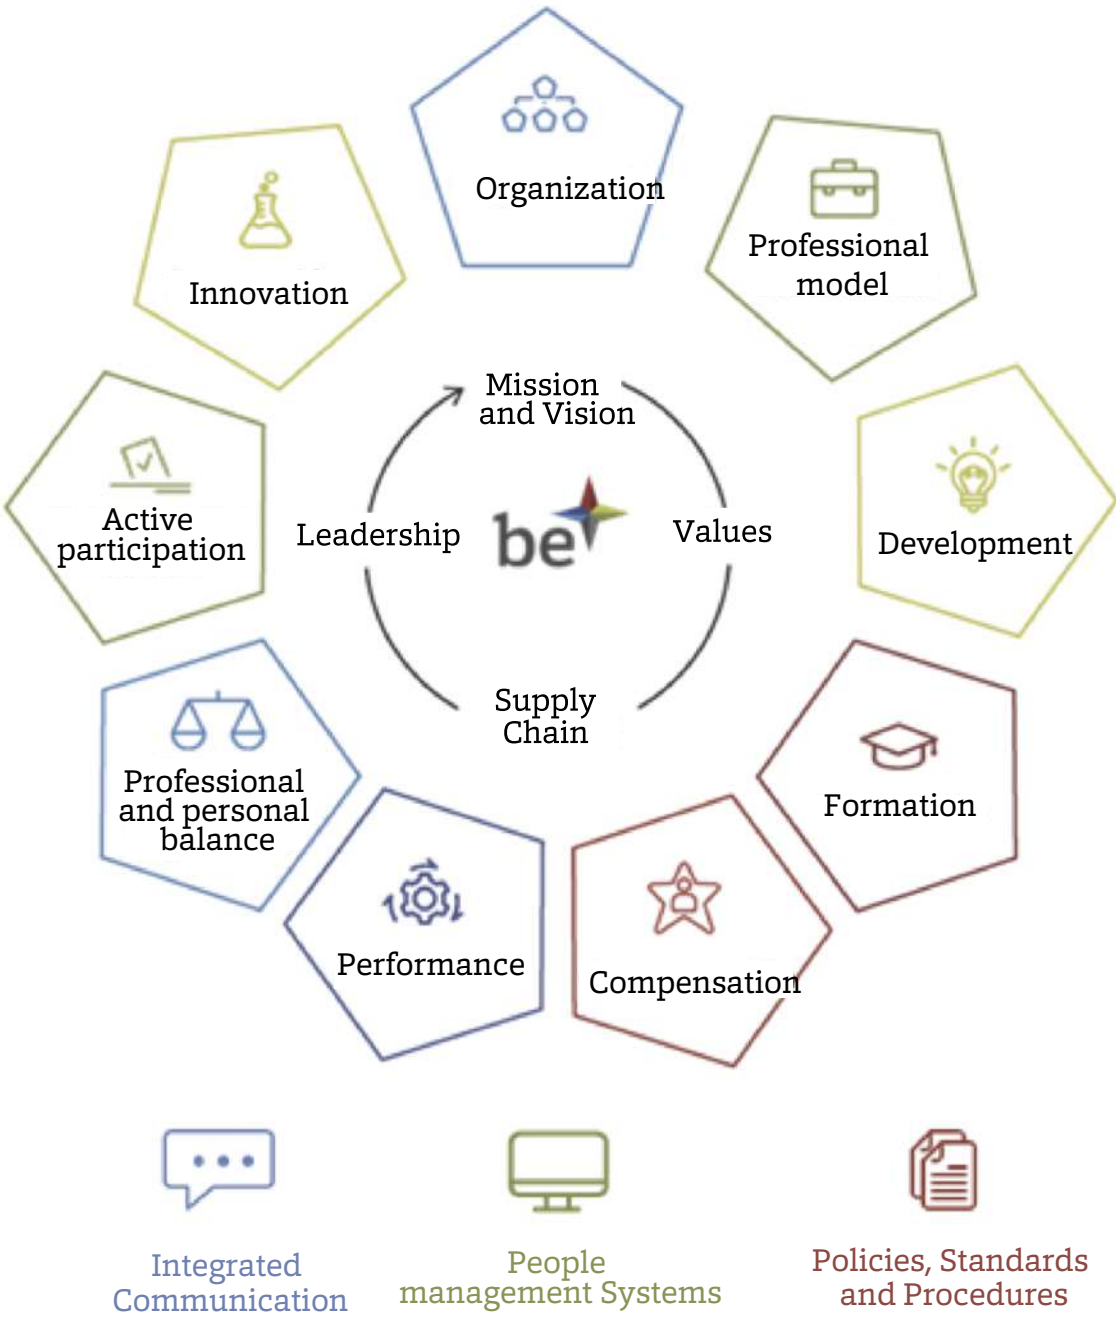 Organization
Professional
model
Innovation
Mission
and Vision
Active
participation
Leadership
be
Values
Development
Supply
Chain
Professional
and personal
balance
Formation
Performance
Compensation
Integrated
Communication
People
management Systems
Policies, Standards
and Procedures